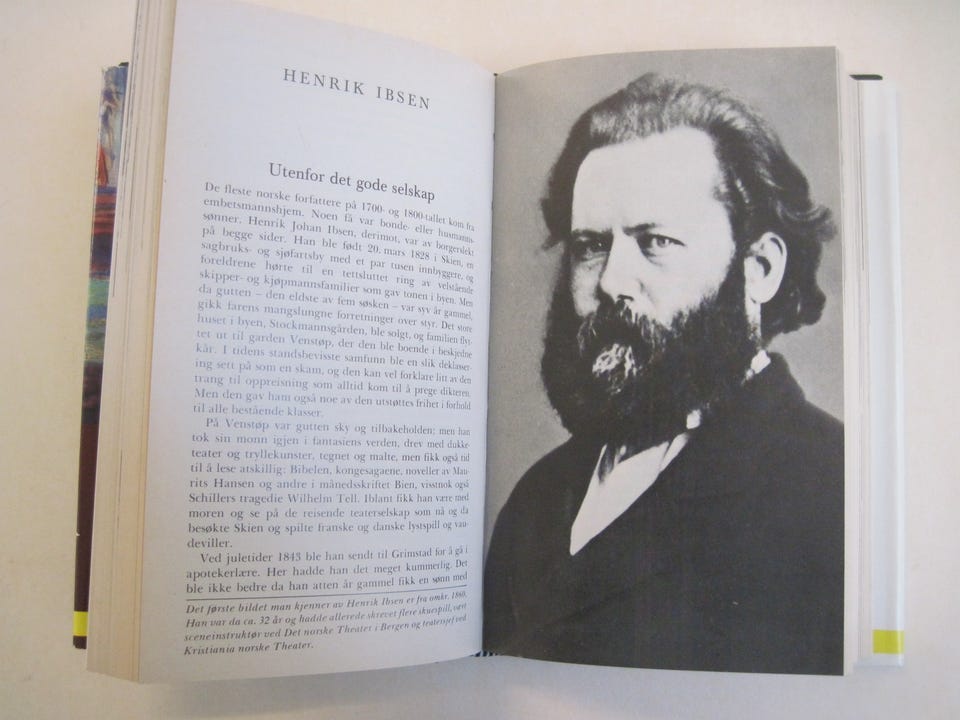 HENRIK IBSEN
Utenfor det gode selskap
De fleste norske forfattere på 1700- og 1800-tallet kom fra
embetsmannshjem. Noen få var bonde- eller husmanns-
sønner. Henrik Johan Ibsen, derimot, var av borgerslekt
på begge sider. Han ble født 20. mars 1828 i Skien, en
sagbruks- og sjøfartsby med et par tusen innbyggere, og
foreldrene hørte til en tettsluttet ring av velstående
skipper- og kjøpmannsfamilier som gav tonen i byen. Men
da gutten – den eldste av fem søsken – var syv år gammel,
gikk farens mangslungne forretninger over styr. Det store
huset i byen, Stockmannsgården, ble solgt, og familien flyt-
tet ut til garden Venstøp, der den ble boende i beskjedne
kår. I tidens standsbevisste samfunn ble en slik deklasser-
ing sett på som en skam, og den kan vel forklare litt av den
trang til oppreisning som alltid kom til å prege dikteren.
Men den gav ham også noe av den utstøttes frihet i forhold
til alle bestående klasser.
På Venstøp var gutten sky og tilbakeholden; men han
tok sin monn igjen i fantasiens verden, drev med dukke-
teater og tryllekunster, tegnet og malte, men fikk også tid
til å lese atskillig: Bibelen, kongesagaene, noveller av Mau-
rits Hansen og andre i månedsskriftet Bien, visstnok også
Schillers tragedie Wilhelm Tell. Iblant fikk han være med
moren og se på de reisende teaterselskap som nå og da
besøkte Skien og spilte franske og danske lystspill og vau-
deviller.
Ved juletider 1843 ble han sendt til Grimstad for å gå i
apotekerlære. Her hadde han det meget kummerlig. Det
ble ikke bedre da han atten år gammel fikk en sønn med
Det første bildet man kjenner av Henrik Ibsen er fra omkr. 1860.
Han var da ca. 32 år og hadde allerede skrevet flere skuespill, vært
sceneinstruktør ved Det norske Theater i Bergen og teatersjef ved
Kristiania norske Theater.